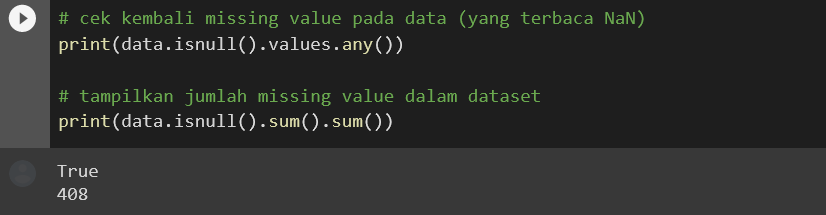 # cek kembali missing value pada data (yang terbaca NaN)
print(data.isnull().values.any())
# tampilkan jumlah missing value dalam dataset
print(data.isnull().sum().sum())
True
408